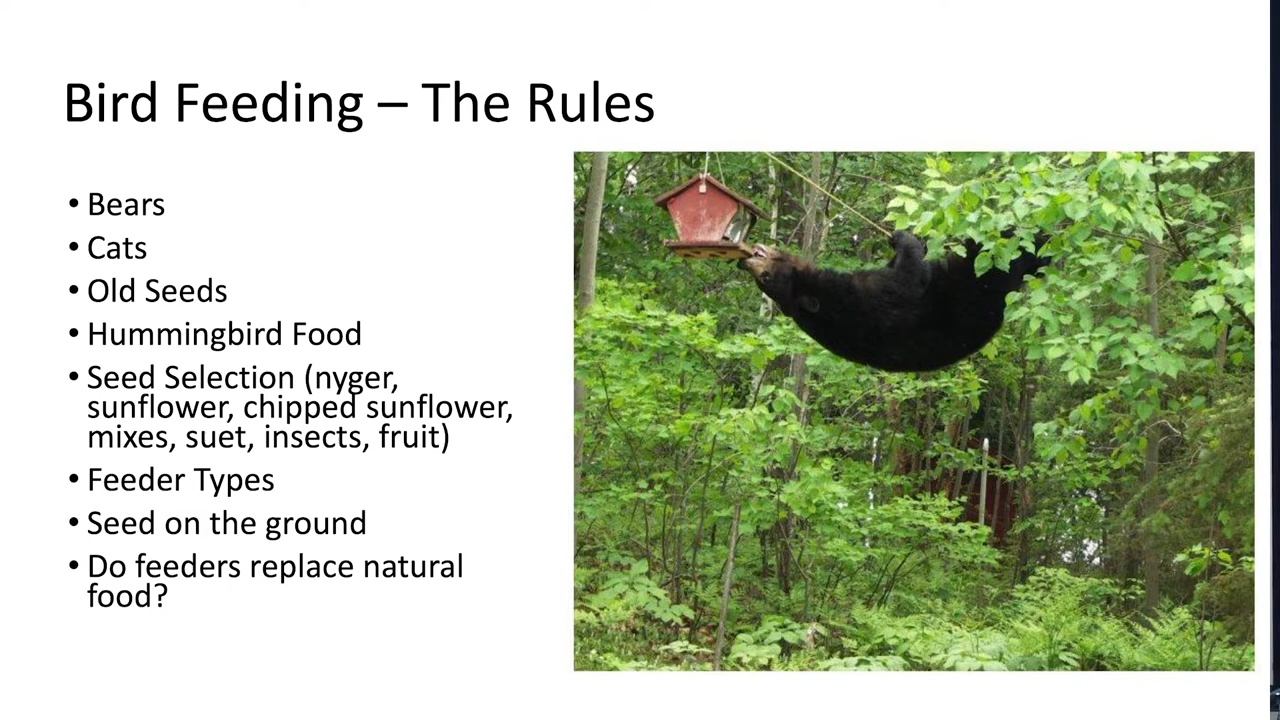 Bird Feeding – The Rules
• Bears
• Cats
• Old Seeds
• Hummingbird Food
• Seed Selection (nyger,
sunflower, chipped sunflower,
mixes, suet, insects, fruit)
• Feeder Types
• Seed on the ground
• Do feeders replace natural
food?